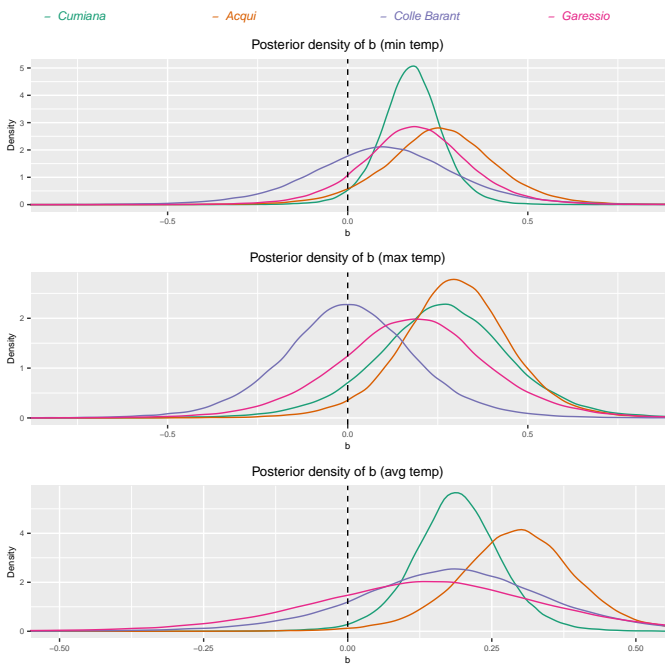 – Cumiana – Acqui – Colle Barant – Garessio
Posterior density of b (min temp)
5
4
3
2
1
0
Density
−0.5 0.0 0.5
b
Posterior density of b (max temp)
2
1
0
Density
−0.5 0.0 0.5
b
Posterior density of b (avg temp)
4
2
0
Density
−0.50 −0.25 0.00 0.25 0.50
b